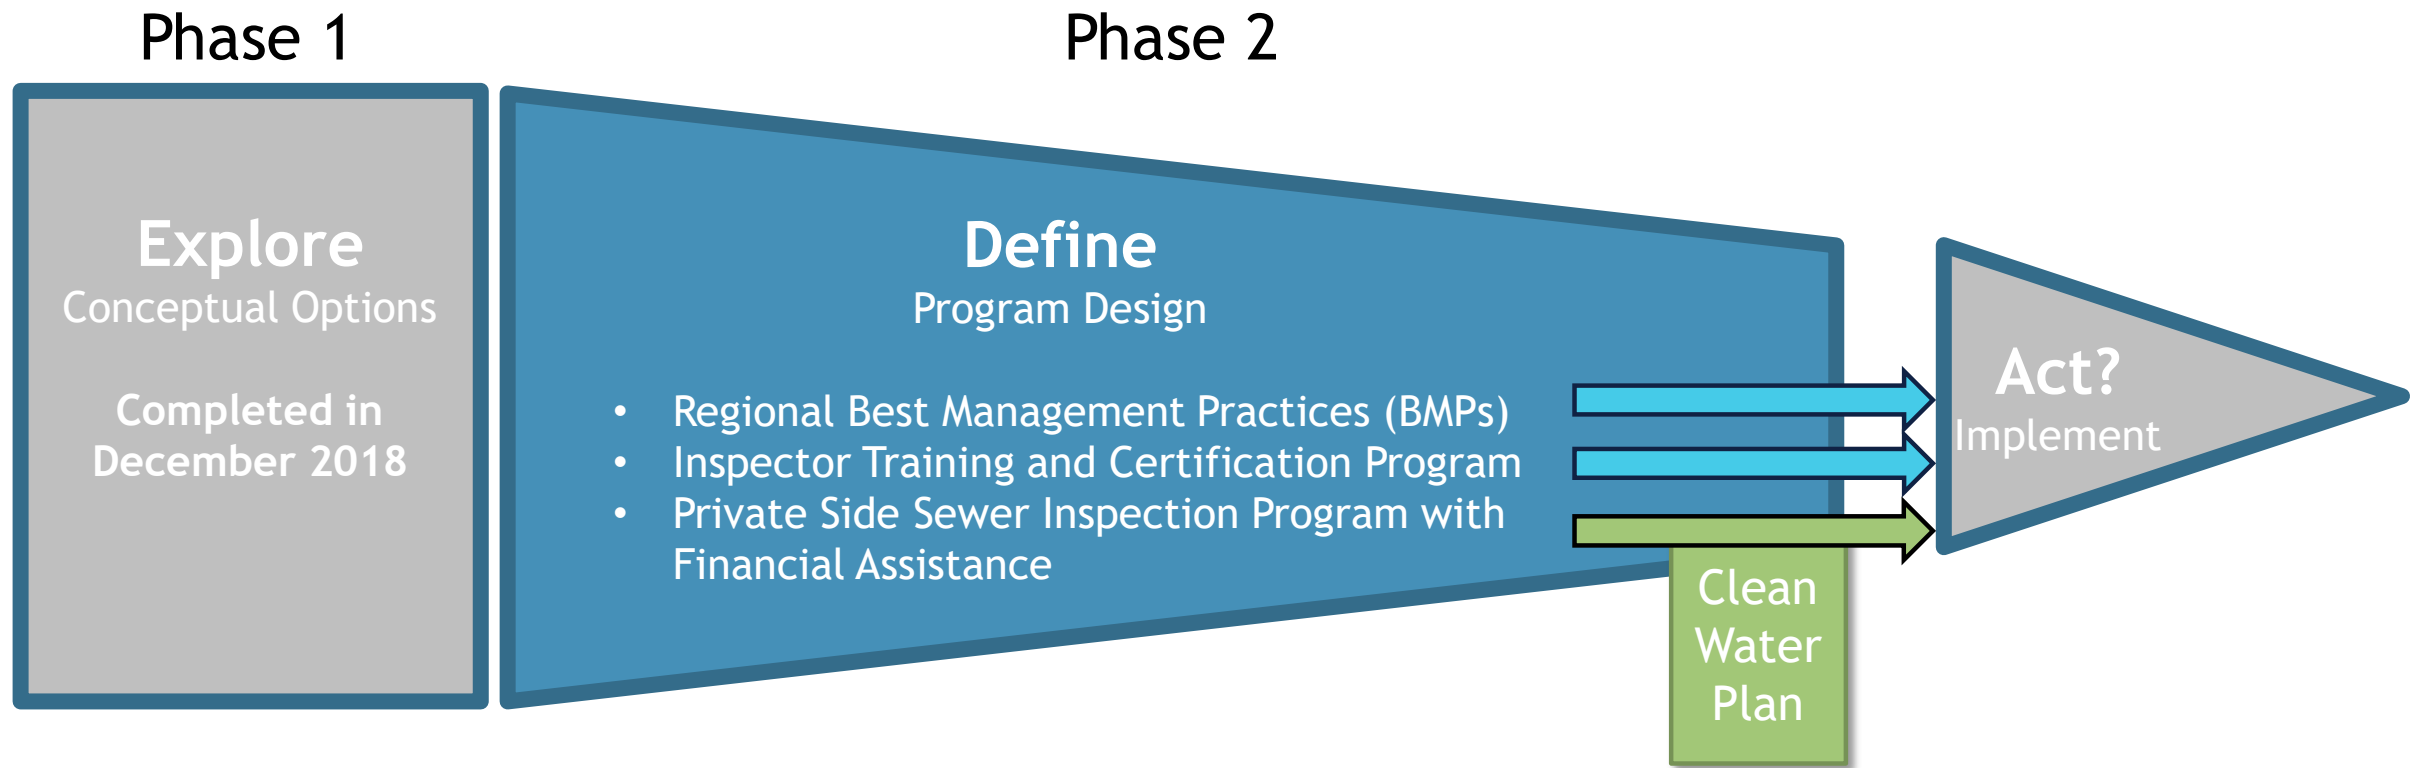 Phase 1
Phase 2
Explore
Conceptual Options
Completed in
December 2018
Define
Program Design
• Regional Best Management Practices (BMPs)
• Inspector Training and Certification Program
• Private Side Sewer Inspection Program with
Financial Assistance
Clean
Water
Plan
Act?
Implement